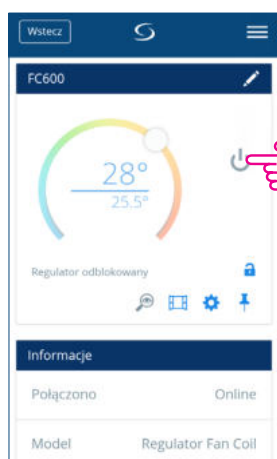 Wstecz
FC600
28°
25.5°
Regulator odblokowany
Informacje
Połączono Online
Model Regulator Fan Coil